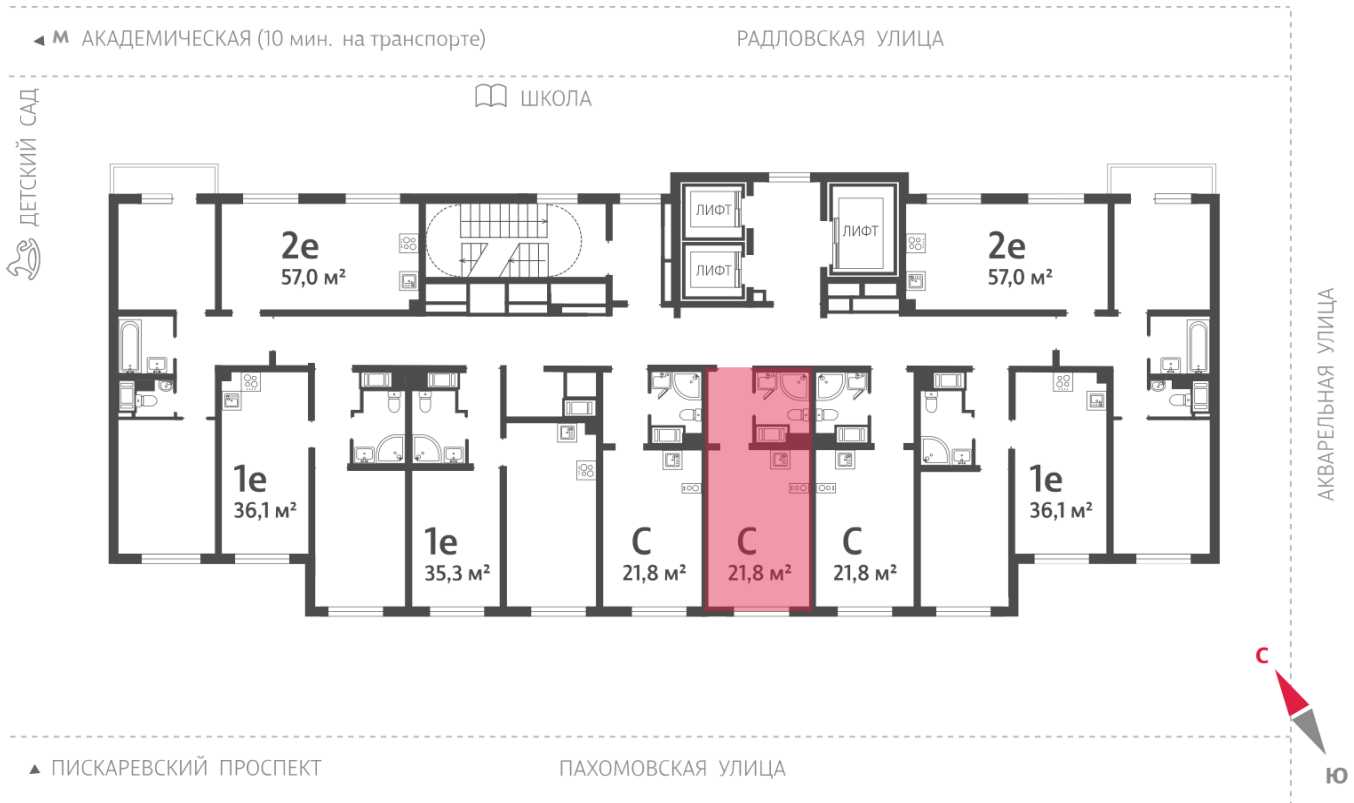 М АКАДЕМИЧЕСКАЯ (10 мин. на транспорте)
РАДЛОВСКАЯ УЛИЦА
ШКОЛА
ДЕТСКИЙ САД
ЛИФТ
ЛИФТ
ЛИФТ
2е
57,0 м²
2е
57,0 м²
1е
36,1 м²
1е
35,3 м²
С
21,8 м²
С
21,8 м²
С
21,8 м²
1е
36,1 м²
АКВАРЕЛЬНАЯ УЛИЦА
С
Ю
ПИСКАРЕВСКИЙ ПРОСПЕКТ
ПАХОМОВСКАЯ УЛИЦА